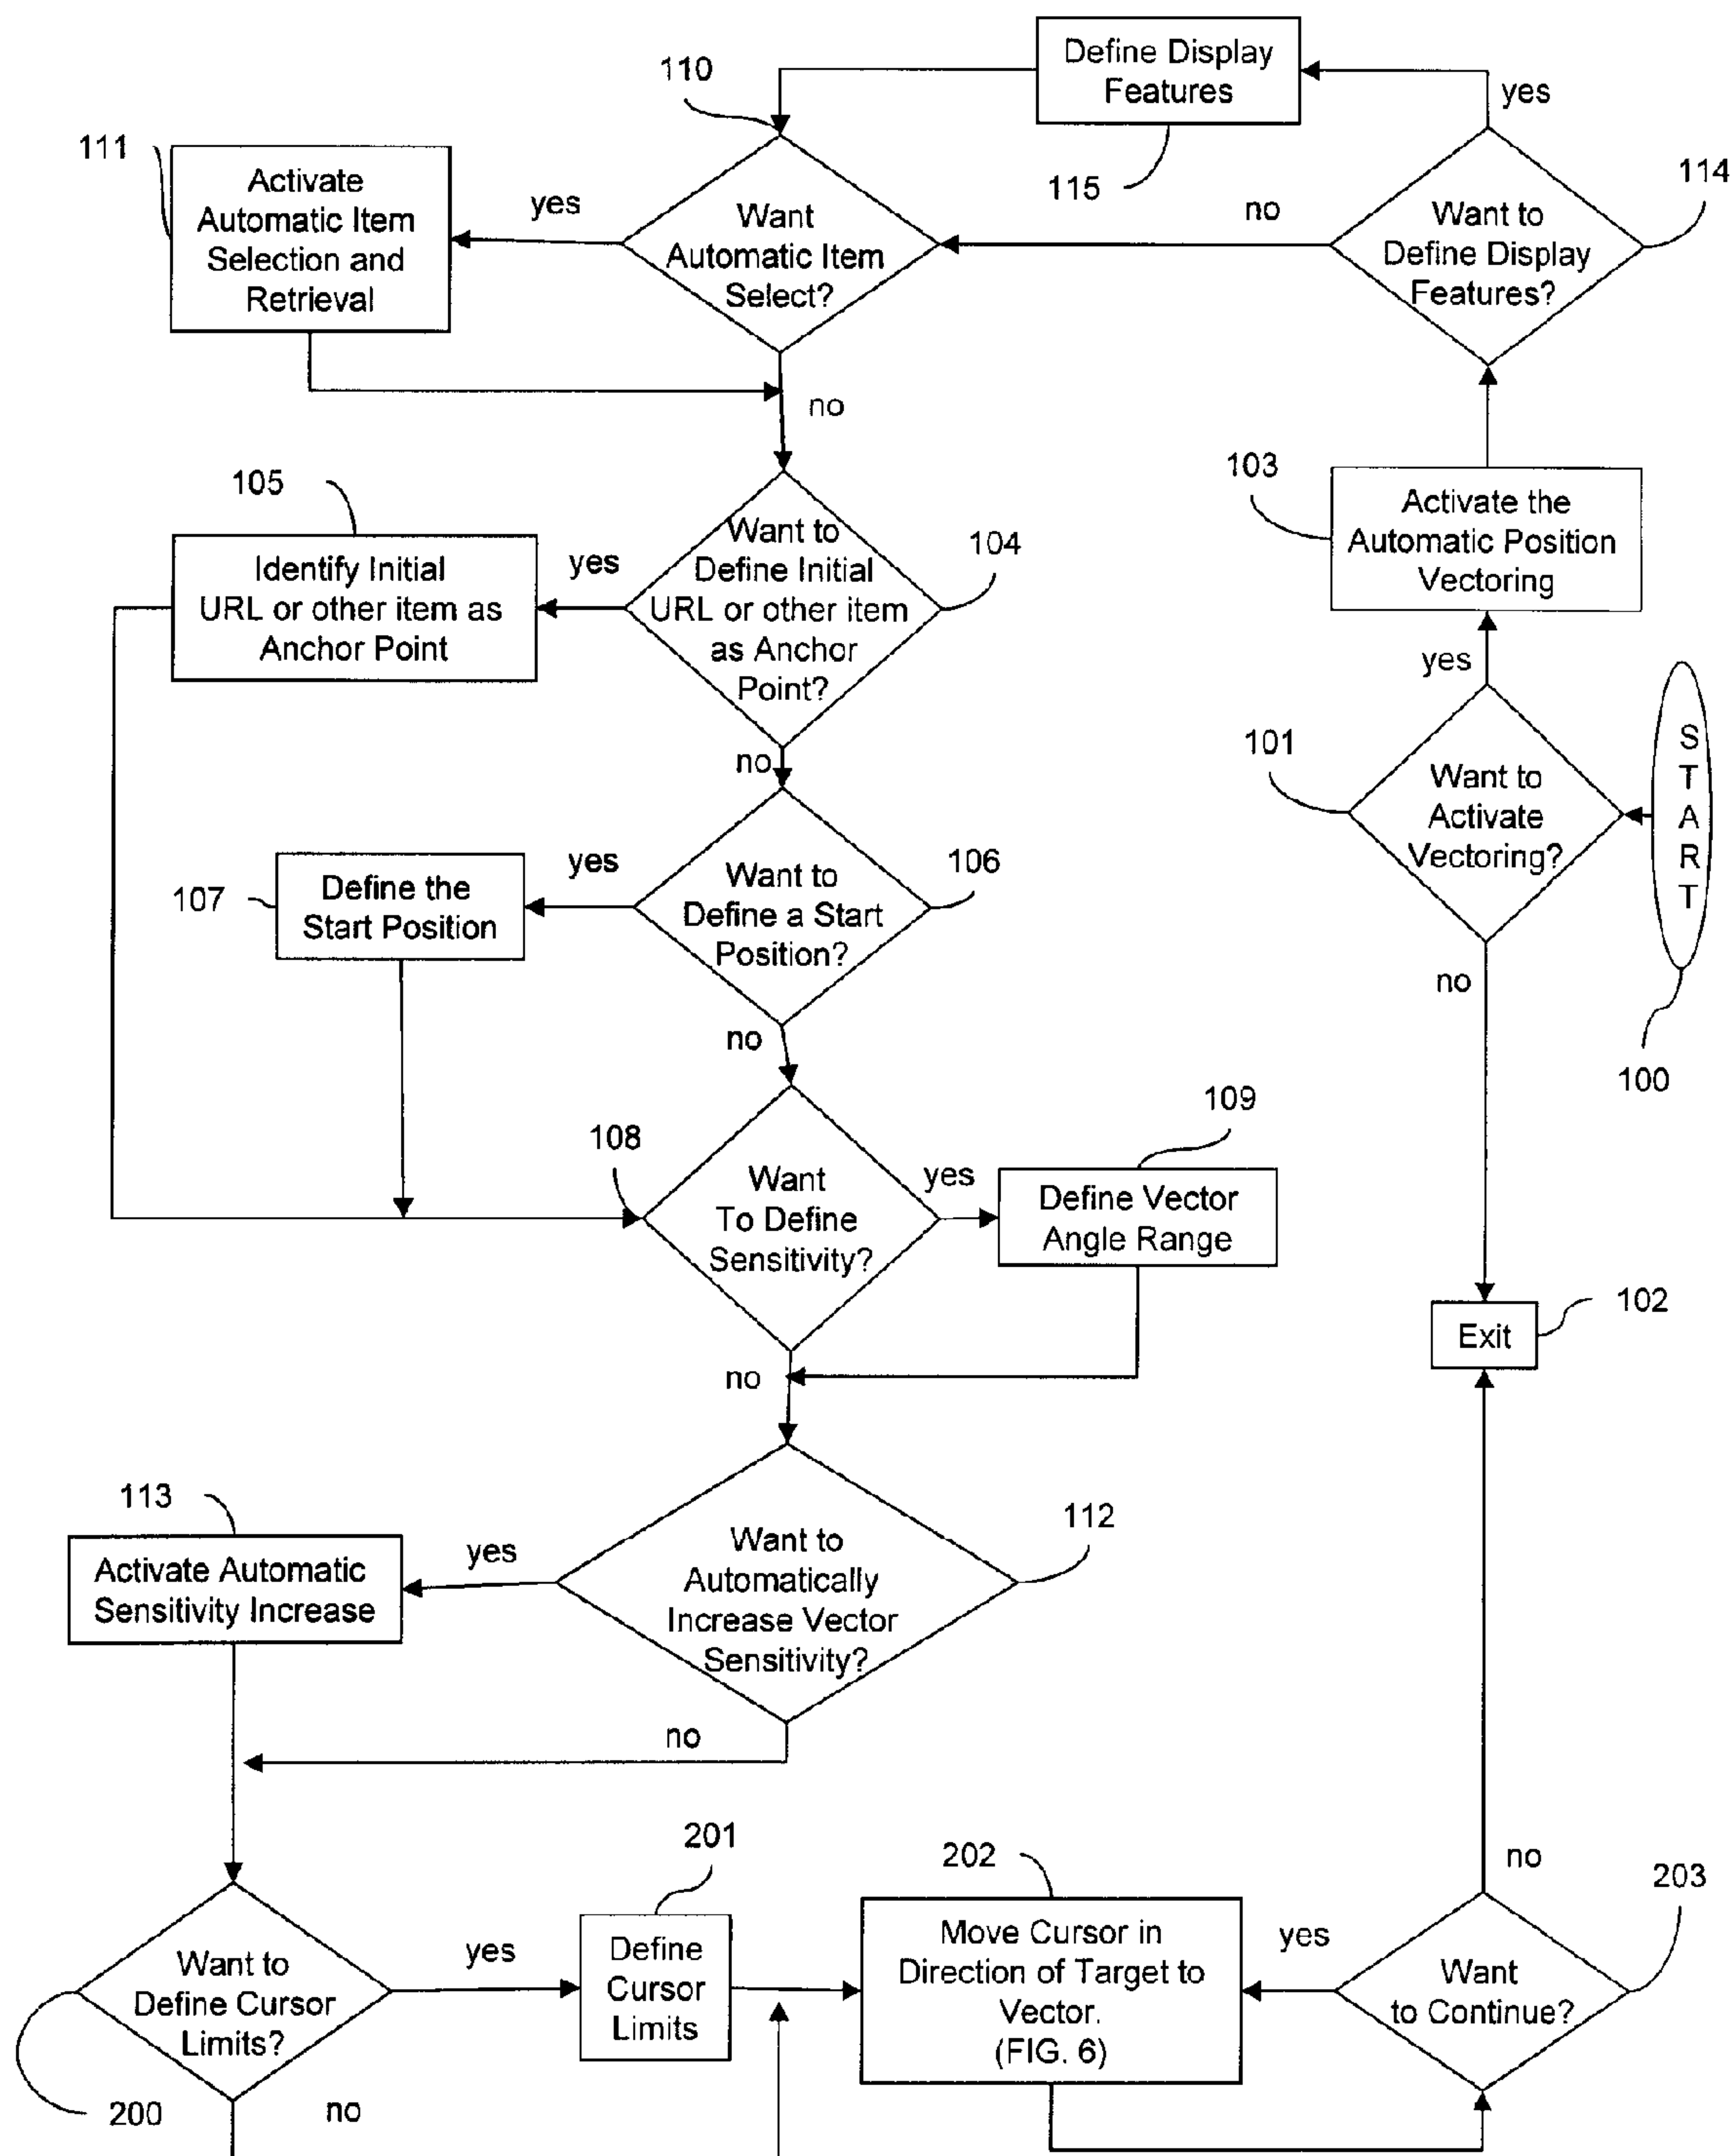 Define Display
Features
115
yes
110
111
Activate
Automatic Item
Selection and
Retrieval
yes
Want
Automatic Item
Select?
no
no
Want to
Define Display
Features?
114
103
Activate the
Automatic Position
Vectoring
yes
105
Identify Initial
URL or other item as
Anchor Point
yes
Want to
Define Initial
URL or other item
as Anchor
Point?
104
no
101
Want to
Activate
Vectoring?
S
T
A
R
T
100
no
107
Define the
Start Position
yes
Want to
Define a Start
Position?
106
no
108
Want
To Define
Sensitivity?
yes
109
Define Vector
Angle Range
no
Exit
102
113
Activate Automatic
Sensitivity Increase
yes
Want to
Automatically
Increase Vector
Sensitivity?
112
no
Want to
Define Cursor
Limits?
200
no
yes
201
Define
Cursor
Limits
202
Move Cursor in
Direction of Target to
Vector.
(FIG. 6)
yes
Want
to Continue?
203
no